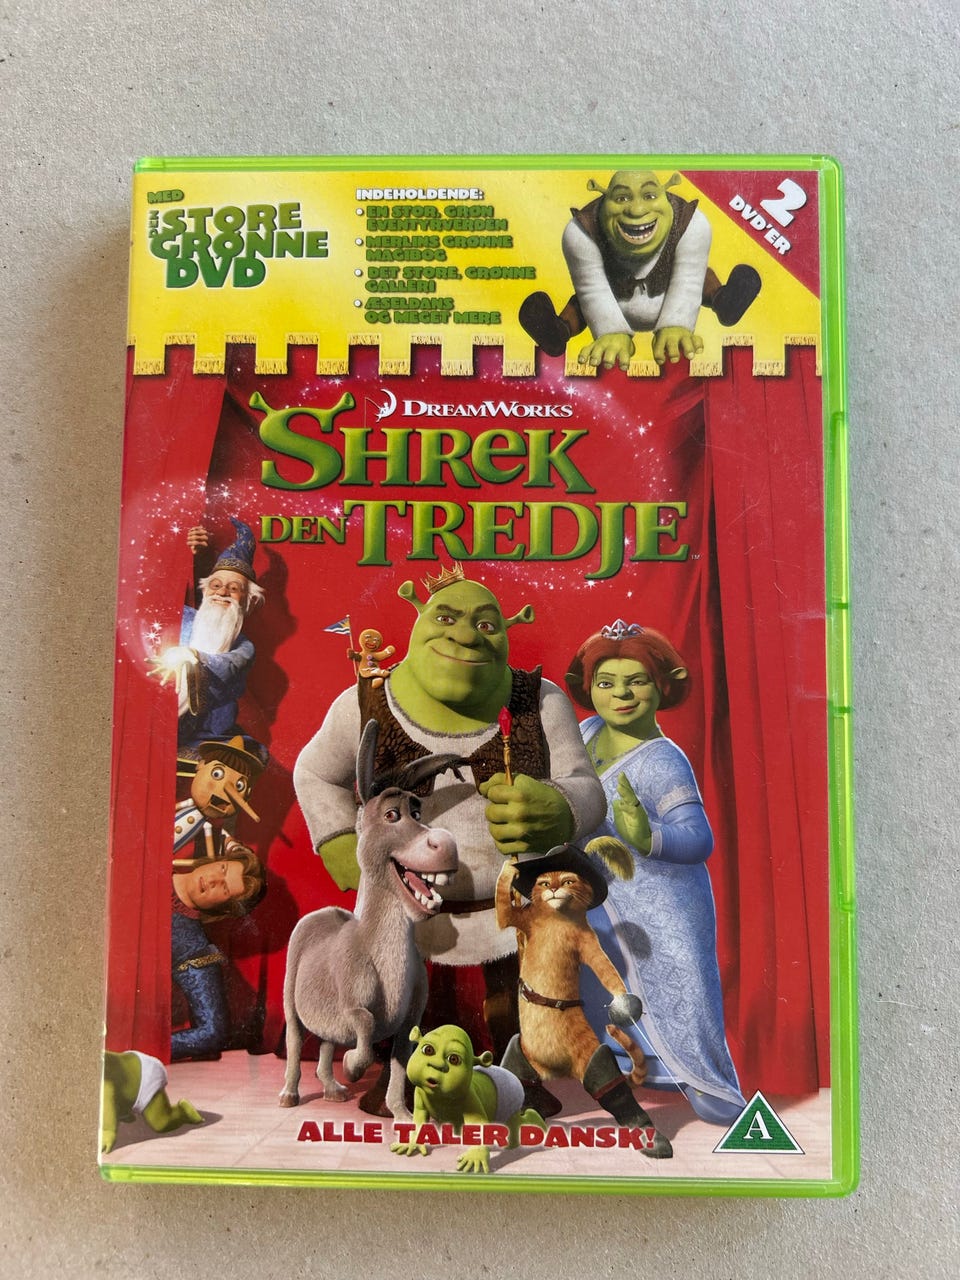 MED
DEN STORE
GRØNNE
DVD
INDEHOLDENDE:
• EN STOR, GRØN
EVENTYRVERDEN
• MERLINS GRØNNE
MAGIBOG
• DET STORE, GRØNNE
GALLERI
• ÆSELDANS
OG MEGET MERE
2
DVD'ER
DREAMWORKS
SHREK
DEN TREDJE
TM
ALLE TALER DANSK!
A